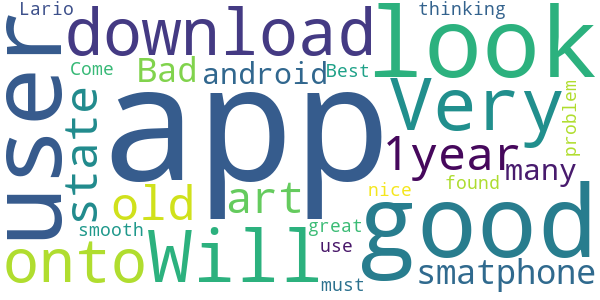 Lario
download
look
thinking
user
Come
Bad
android
Best
app
Very
problem
state
1year
many
old
art
nice
found
good
onto
smooth
Will
great
use
must
smatphone